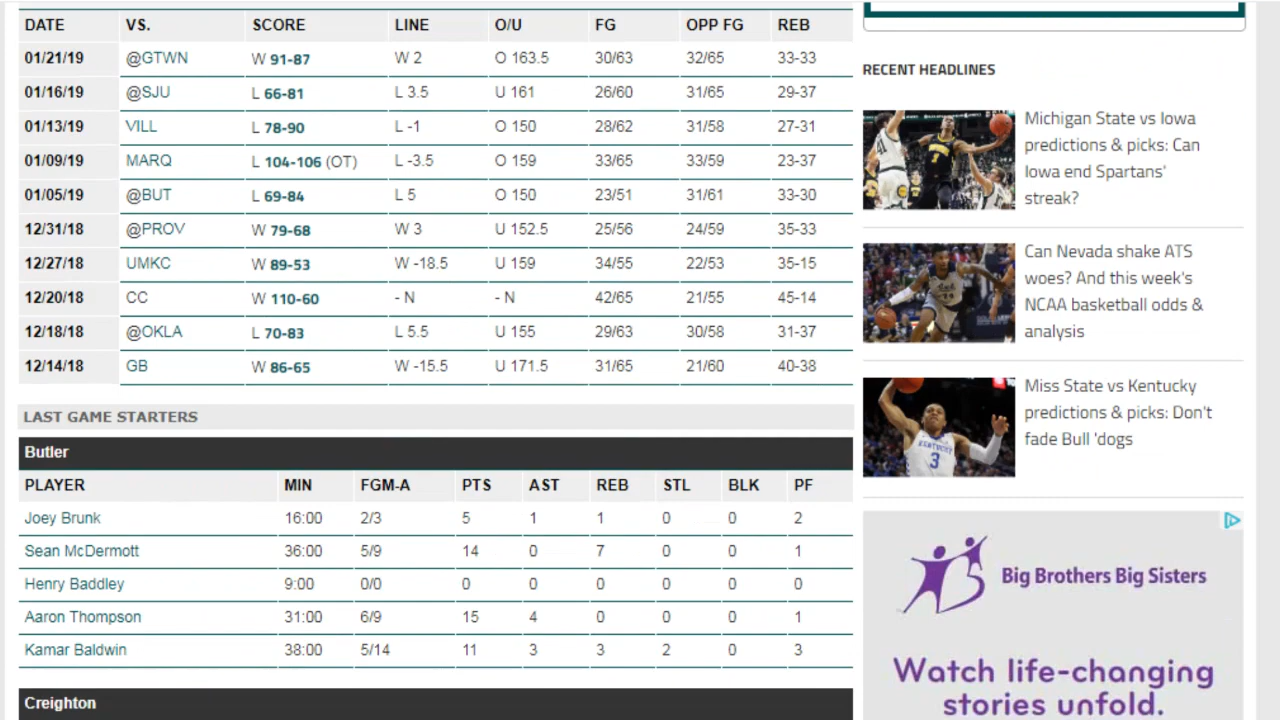 DATE VS. SCORE LINE O/U FG OPP FG REB
01/21/19 @GTWN W 91-87 W 2 O 163.5 30/63 32/65 33-33
01/16/19 @SJU L 66-81 L 3.5 U 161 26/60 31/65 29-37
01/13/19 VILL L 78-90 L -1 O 150 28/62 31/58 27-31
01/09/19 MARQ L 104-106 (OT) L -3.5 O 159 33/65 33/59 23-37
01/05/19 @BUT L 69-84 L 5 O 150 23/51 31/61 33-30
12/31/18 @PROV W 79-68 W 3 U 152.5 25/56 24/59 35-33
12/27/18 UMKC W 89-53 W -18.5 U 159 34/55 22/53 35-15
12/20/18 CC W 110-60 - N - N 42/65 21/55 45-14
12/18/18 @OKLA L 70-83 L 5.5 U 155 29/63 30/58 31-37
12/14/18 GB W 86-65 W -15.5 U 171.5 31/65 21/60 40-38
LAST GAME STARTERS
Butler
PLAYER MIN FGM-A PTS AST REB STL BLK PF
Joey Brunk 16:00 2/3 5 1 1 0 0 2
Sean McDermott 36:00 5/9 14 0 7 0 0 1
Henry Baddley 9:00 0/0 0 0 0 0 0 0
Aaron Thompson 31:00 6/9 15 4 0 0 0 1
Kamar Baldwin 38:00 5/14 11 3 3 2 0 3
Creighton
RECENT HEADLINES
Michigan State vs Iowa
predictions & picks: Can
Iowa end Spartans'
streak?
Can Nevada shake ATS
woes? And this week's
NCAA basketball odds &
analysis
Miss State vs Kentucky
predictions & picks: Don't
fade Bull 'dogs
KENTUCKY
3
Big Brothers Big Sisters
Watch life-changing
stories unfold.